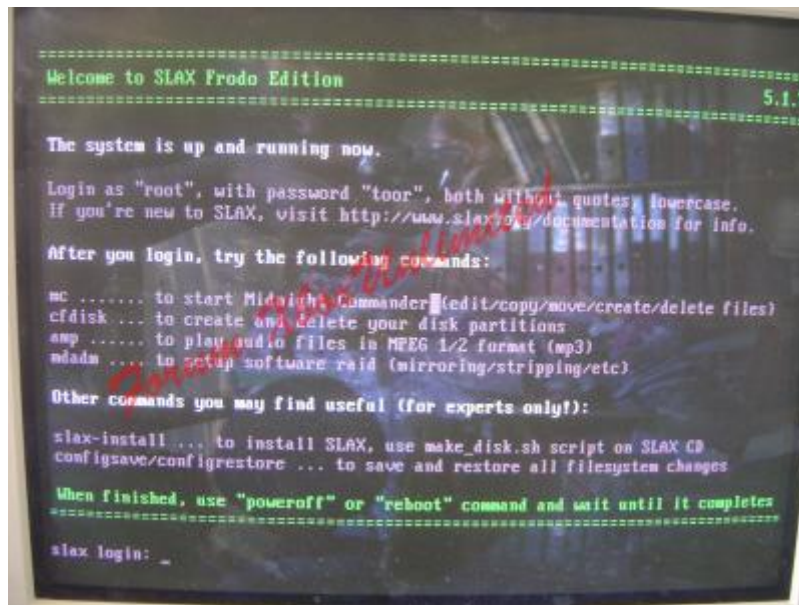 ================================================
Welcome to SLAX Frodo Edition 5.1.
================================================
The system is up and running now.
Login as "root", with password "toor", both without quotes, lowercase.
If you're new to SLAX, visit http://www.slax.org/documentation for info.
After you login, try the following commands:
mc ....... to start Midnight Commander (edit/copy/move/create/delete files)
cfdisk ... to create and delete your disk partitions
amp ...... to play audio files in MPEG 1/2 format (mp3)
mdadm .... to setup software raid (mirroring/stripping/etc)
Other commands you may find useful (for experts only!):
slax-install ... to install SLAX, use make_disk.sh script on SLAX CD
configsave/configrestore ... to save and restore all filesystem changes
When finished, use "poweroff" or "reboot" command and wait until it completes
================================================
slax login: _
Forum XboxUnlimited